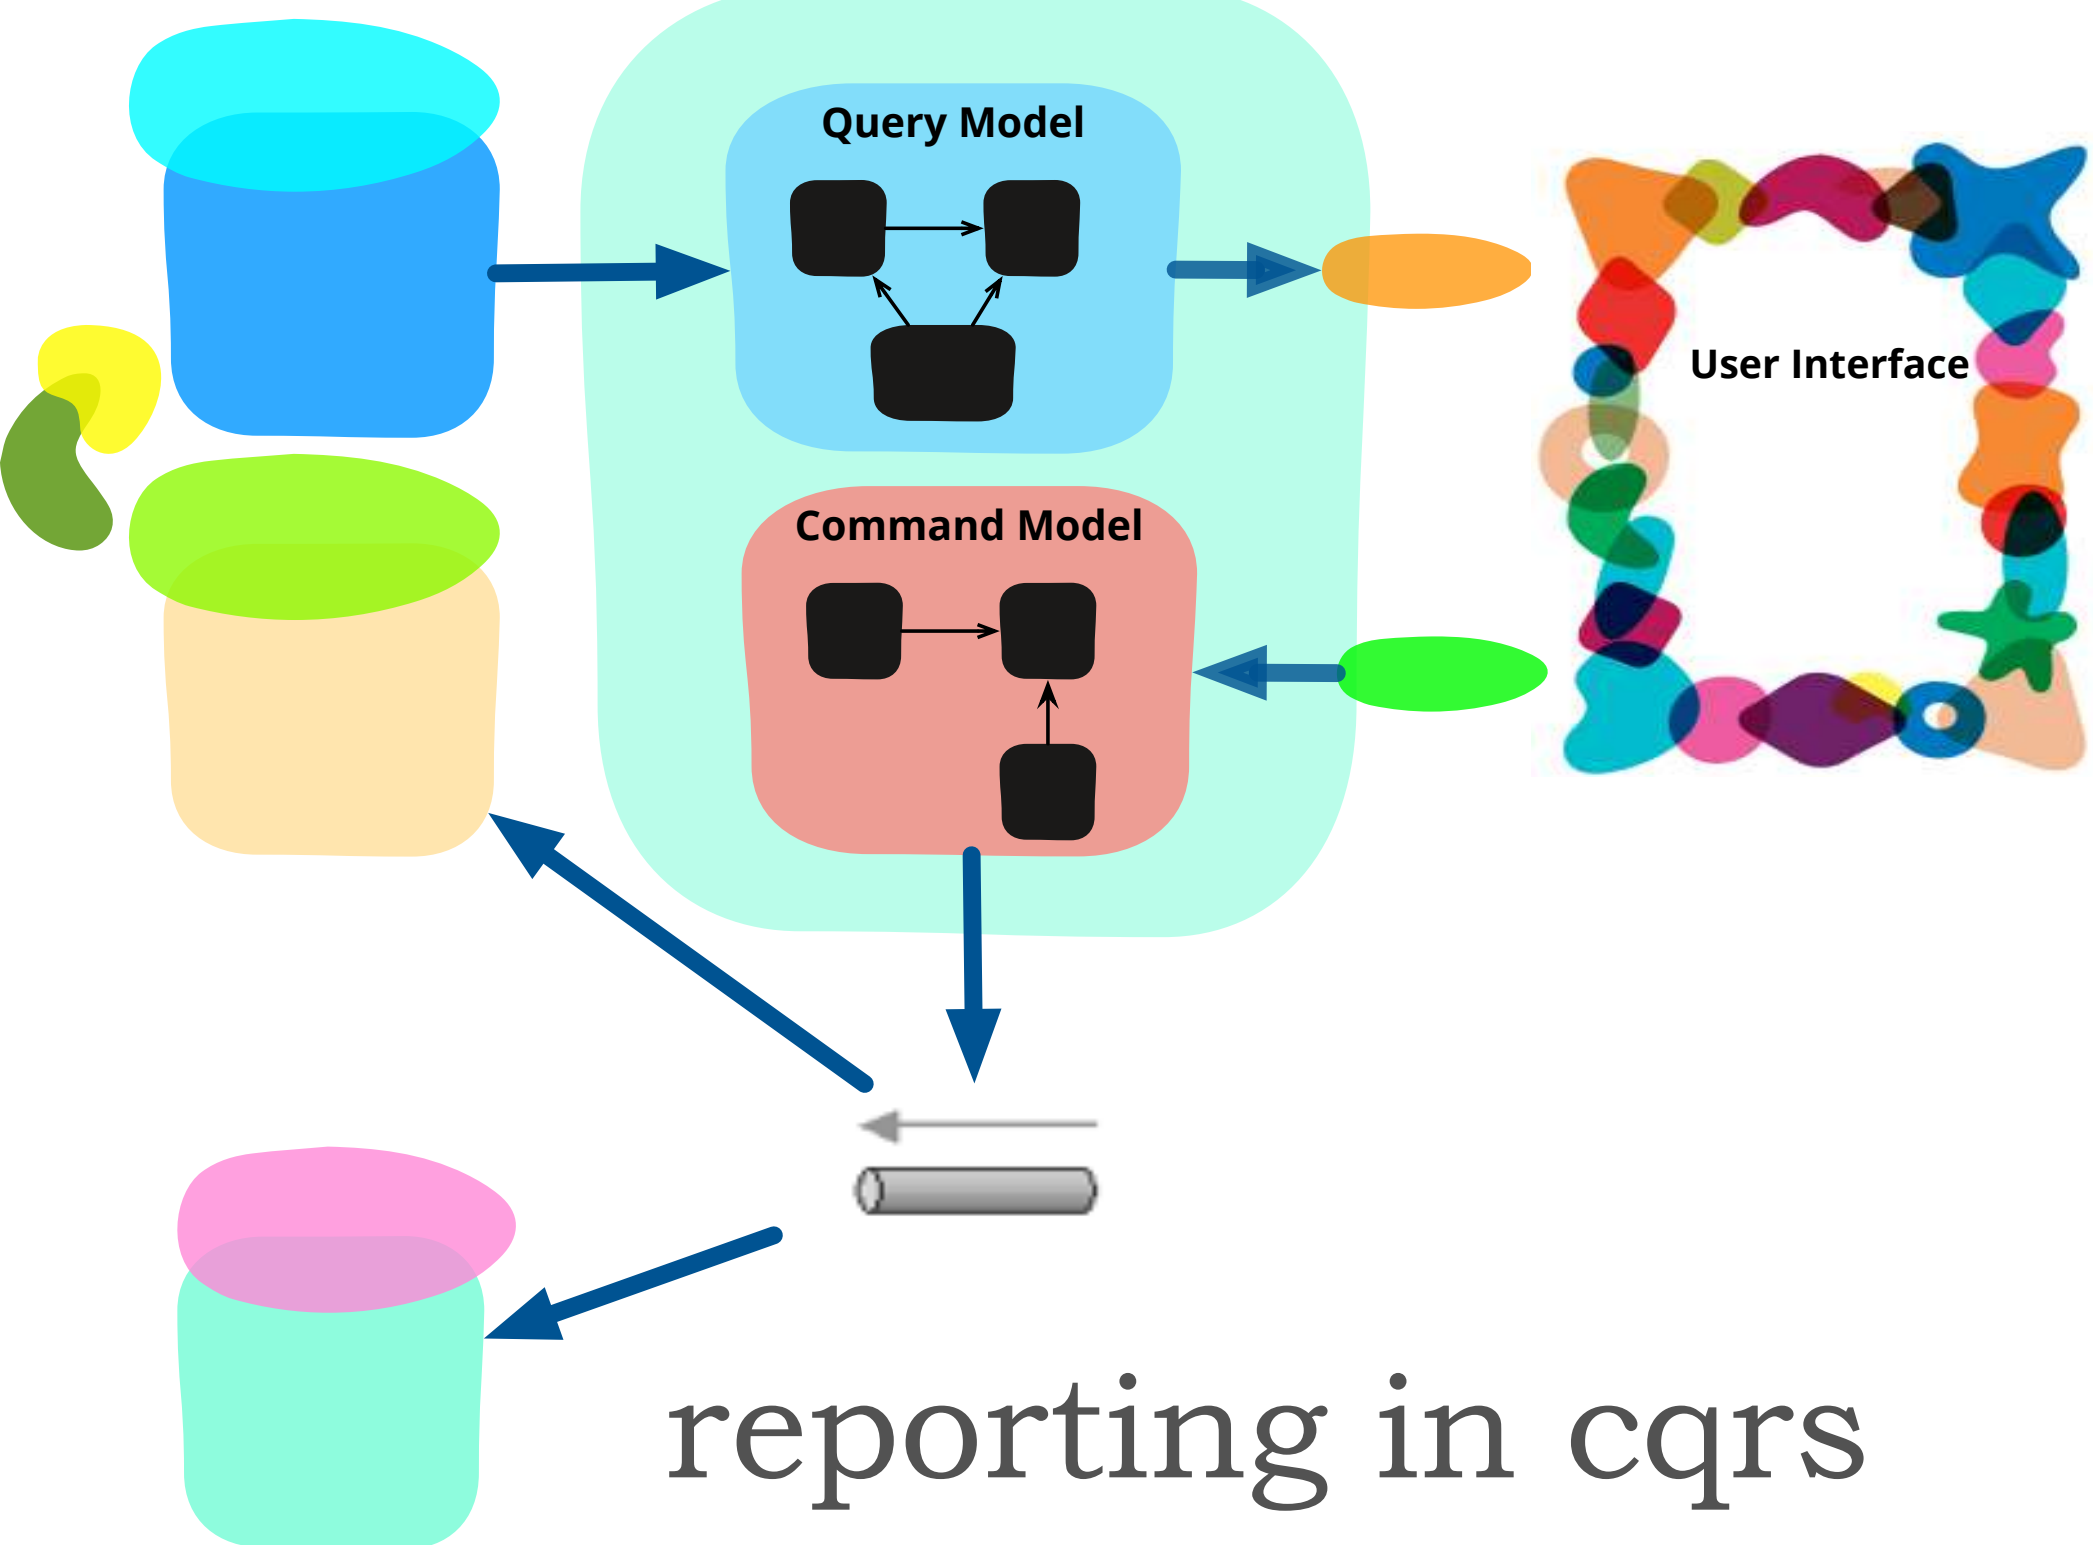 Query Model
User Interface
Command Model
reporting in cqrs